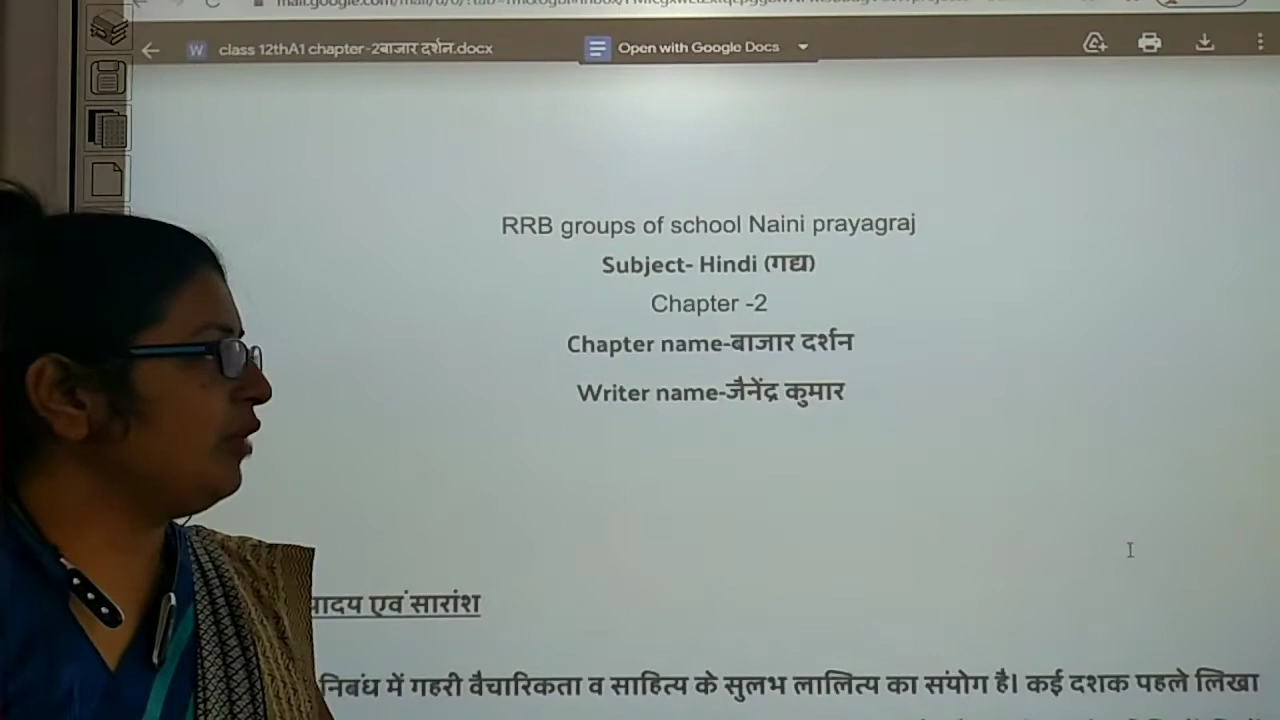 class 12thA1 chapter-2बाजार दर्शन.docx
Open with Google Docs
RRB groups of school Naini prayagraj
Subject- Hindi (गद्य)
Chapter -2
Chapter name-बाजार दर्शन
Writer name-जैनेंद्र कुमार
एवं सारांश
निबंध में गहरी वैचारिकता व साहित्य के सुलभ लालित्य का संयोग है। कई दशक पहले लिखा